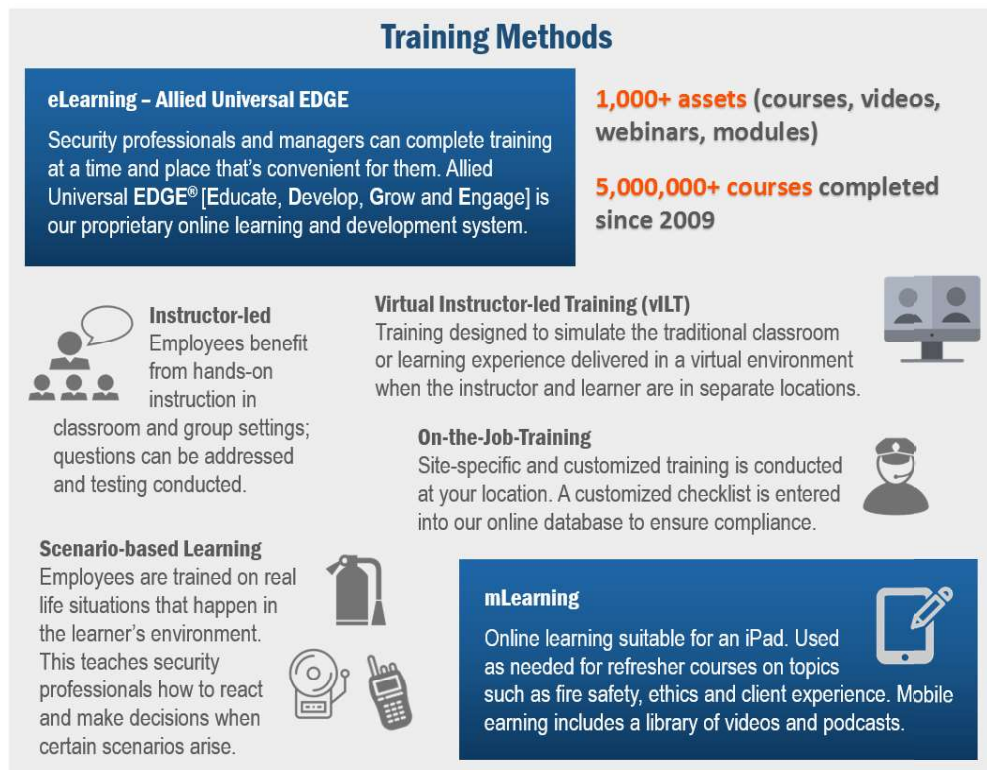 Training Methods
eLearning – Allied Universal EDGE
Security professionals and managers can complete training
at a time and place that's convenient for them. Allied
Universal EDGE® [Educate, Develop, Grow and Engage] is
our proprietary online learning and development system.
1,000+ assets (courses, videos,
webinars, modules)
5,000,000+ courses completed
since 2009
Instructor-led
Employees benefit
from hands-on
instruction in
classroom and group settings;
questions can be addressed
and testing conducted.
Virtual Instructor-led Training (vILT)
Training designed to simulate the traditional classroom
or learning experience delivered in a virtual environment
when the instructor and learner are in separate locations.
On-the-Job-Training
Site-specific and customized training is conducted
at your location. A customized checklist is entered
into our online database to ensure compliance.
Scenario-based Learning
Employees are trained on real
life situations that happen in
the learner's environment.
This teaches security
professionals how to react
and make decisions when
certain scenarios arise.
mLearning
Online learning suitable for an iPad. Used
as needed for refresher courses on topics
such as fire safety, ethics and client experience. Mobile
earning includes a library of videos and podcasts.